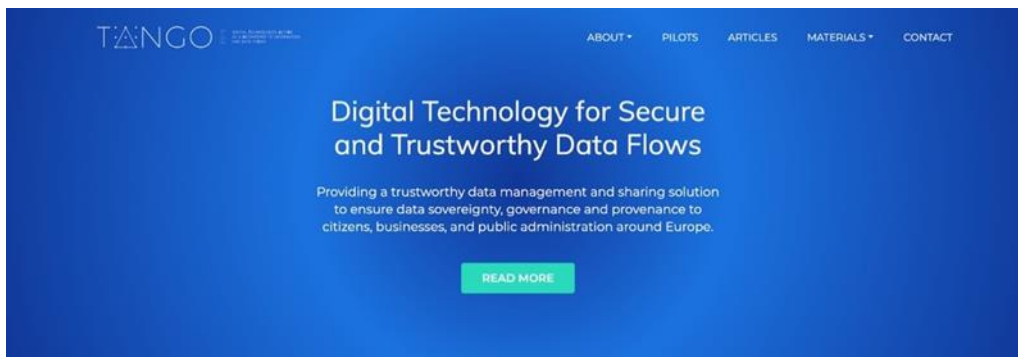 TANGO
ABOUT
PILOTS
ARTICLES
MATERIALS
CONTACT
Digital Technology for Secure
and Trustworthy Data Flows
Providing a trustworthy data management and sharing solution
to ensure data sovereignty, governance and provenance to
citizens, businesses, and public administration around Europe.
READ MORE